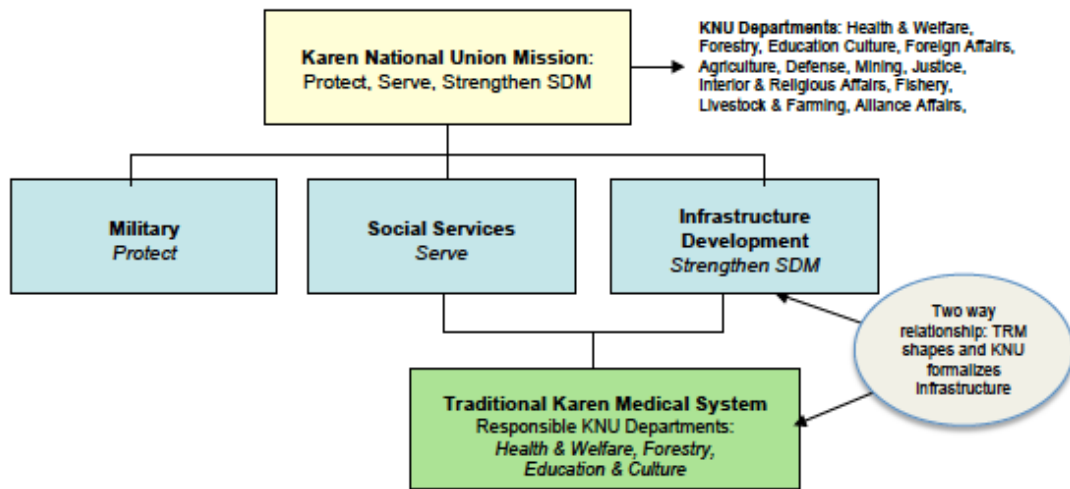 Karen National Union Mission:
Protect, Serve, Strengthen SDM
KNU Departments: Health & Welfare,
Forestry, Education Culture, Foreign Affairs,
Agriculture, Defense, Mining, Justice,
Interior & Religious Affairs, Fishery,
Livestock & Farming, Alliance Affairs,
Military
Protect
Social Services
Serve
Infrastructure
Development
Strengthen SDM
Two way
relationship: TRM
shapes and KNU
formalizes
Infrastructure
Traditional Karen Medical System
Responsible KNU Departments:
Health & Welfare, Forestry,
Education & Culture